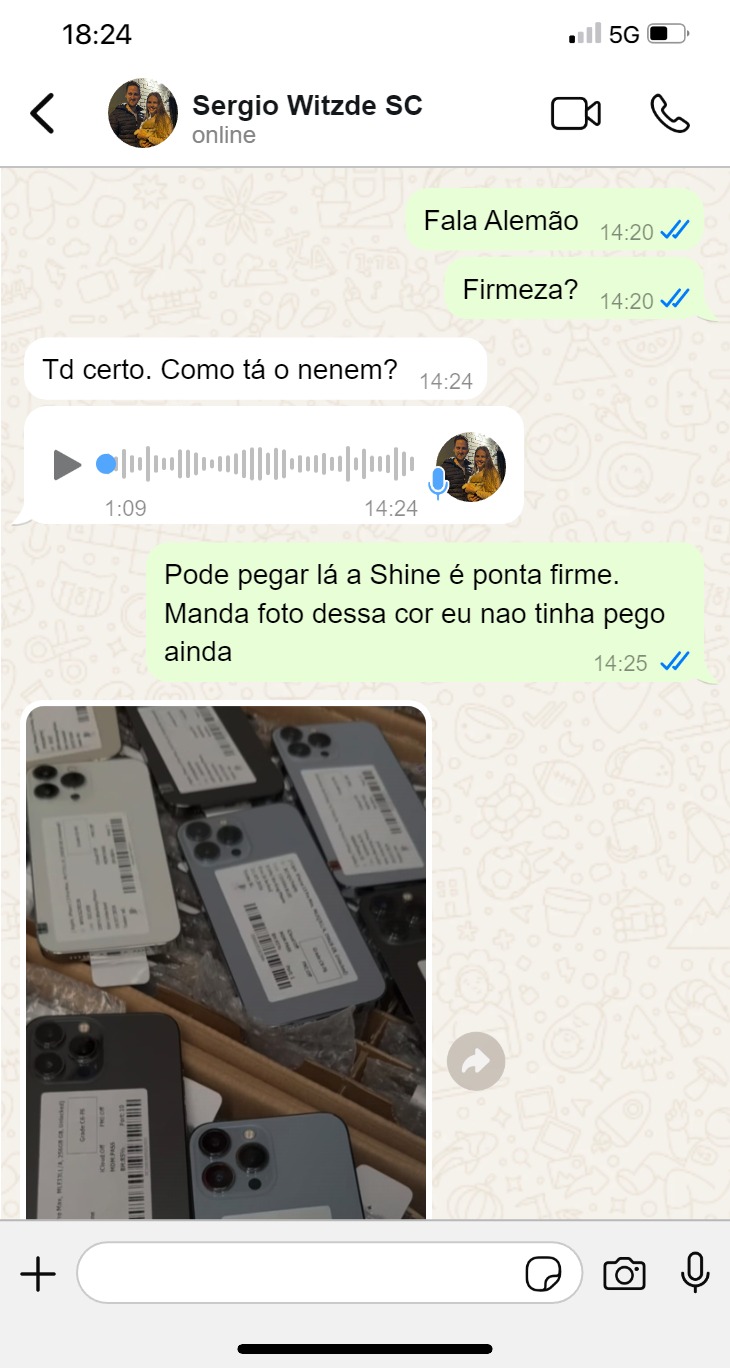 18:24
5G
Sergio Witzde SC
online
Fala Alemão
14:20
Firmeza?
14:20
Td certo. Como tá o nenem?
14:24
1:09
14:24
Pode pegar lá a Shine é ponta firme.
Manda foto dessa cor eu nao tinha pego
ainda
14:25